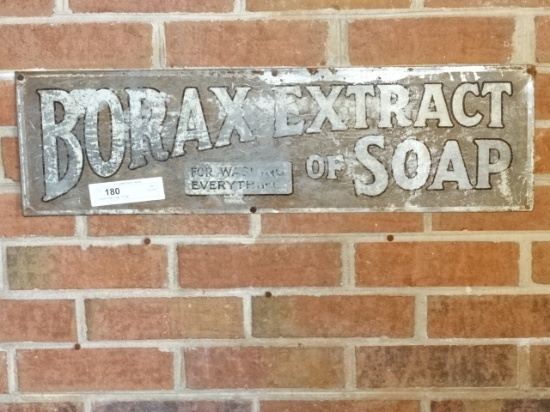 BORAX EXTRACT
OF SOAP
FOR WASHING
EVERYTHING
180